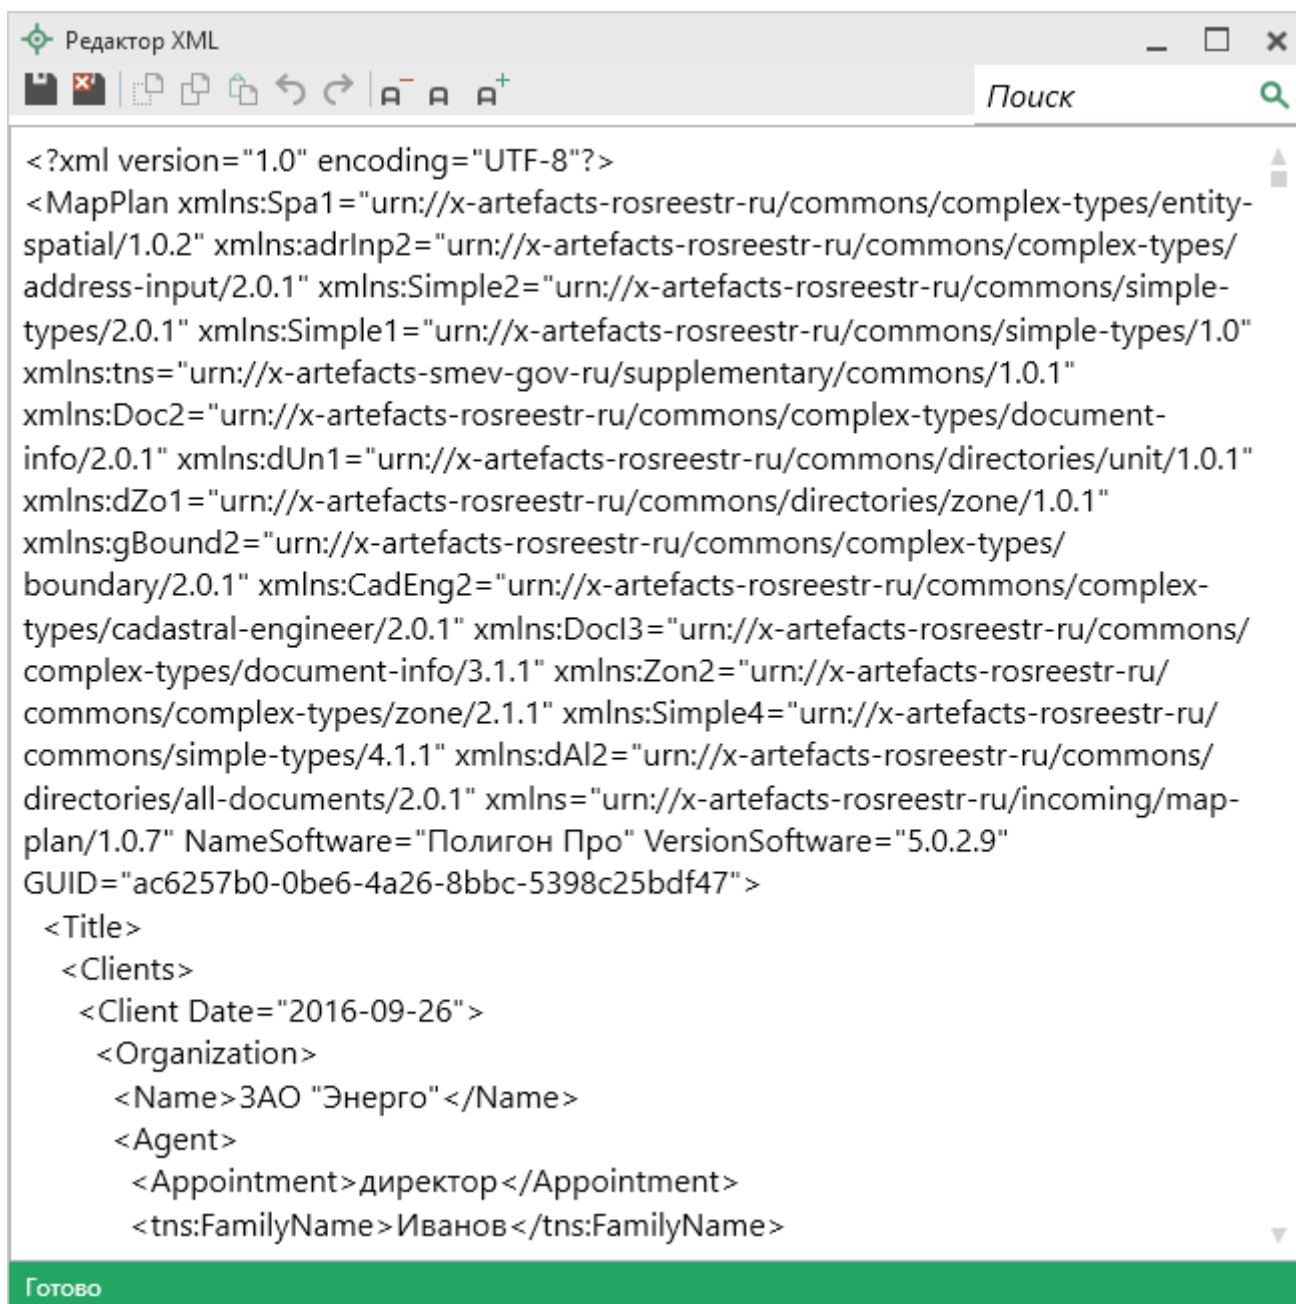 Редактор XML
Поиск
<?xml version="1.0" encoding="UTF-8"?>
<MapPlan xmlns:Spa1="urn://x-artefacts-rosreestr-ru/commons/complex-types/entity-
spatial/1.0.2" xmlns:adrInp2="urn://x-artefacts-rosreestr-ru/commons/complex-types/
address-input/2.0.1" xmlns:Simple2="urn://x-artefacts-rosreestr-ru/commons/simple-
types/2.0.1" xmlns:Simple1="urn://x-artefacts-rosreestr-ru/commons/simple-types/1.0"
xmlns:tns="urn://x-artefacts-smev-gov-ru/supplementary/commons/1.0.1"
xmlns:Doc2="urn://x-artefacts-rosreestr-ru/commons/complex-types/document-
info/2.0.1" xmlns:dUn1="urn://x-artefacts-rosreestr-ru/commons/directories/unit/1.0.1"
xmlns:dZo1="urn://x-artefacts-rosreestr-ru/commons/directories/zone/1.0.1"
xmlns:gBound2="urn://x-artefacts-rosreestr-ru/commons/complex-types/
boundary/2.0.1" xmlns:CadEng2="urn://x-artefacts-rosreestr-ru/commons/complex-
types/cadastral-engineer/2.0.1" xmlns:DocI3="urn://x-artefacts-rosreestr-ru/commons/
complex-types/document-info/3.1.1" xmlns:Zon2="urn://x-artefacts-rosreestr-ru/
commons/complex-types/zone/2.1.1" xmlns:Simple4="urn://x-artefacts-rosreestr-ru/
commons/simple-types/4.1.1" xmlns:dAl2="urn://x-artefacts-rosreestr-ru/commons/
directories/all-documents/2.0.1" xmlns="urn://x-artefacts-rosreestr-ru/incoming/map-
plan/1.0.7" NameSoftware="Полигон Про" VersionSoftware="5.0.2.9"
GUID="ac6257b0-0be6-4a26-8bbc-5398c25bdf47">
<Title>
<Clients>
<Client Date="2016-09-26">
<Organization>
<Name>ЗАО "Энерго"</Name>
<Agent>
<Appointment>директор</Appointment>
<tns:FamilyName>Иванов</tns:FamilyName>
Готово